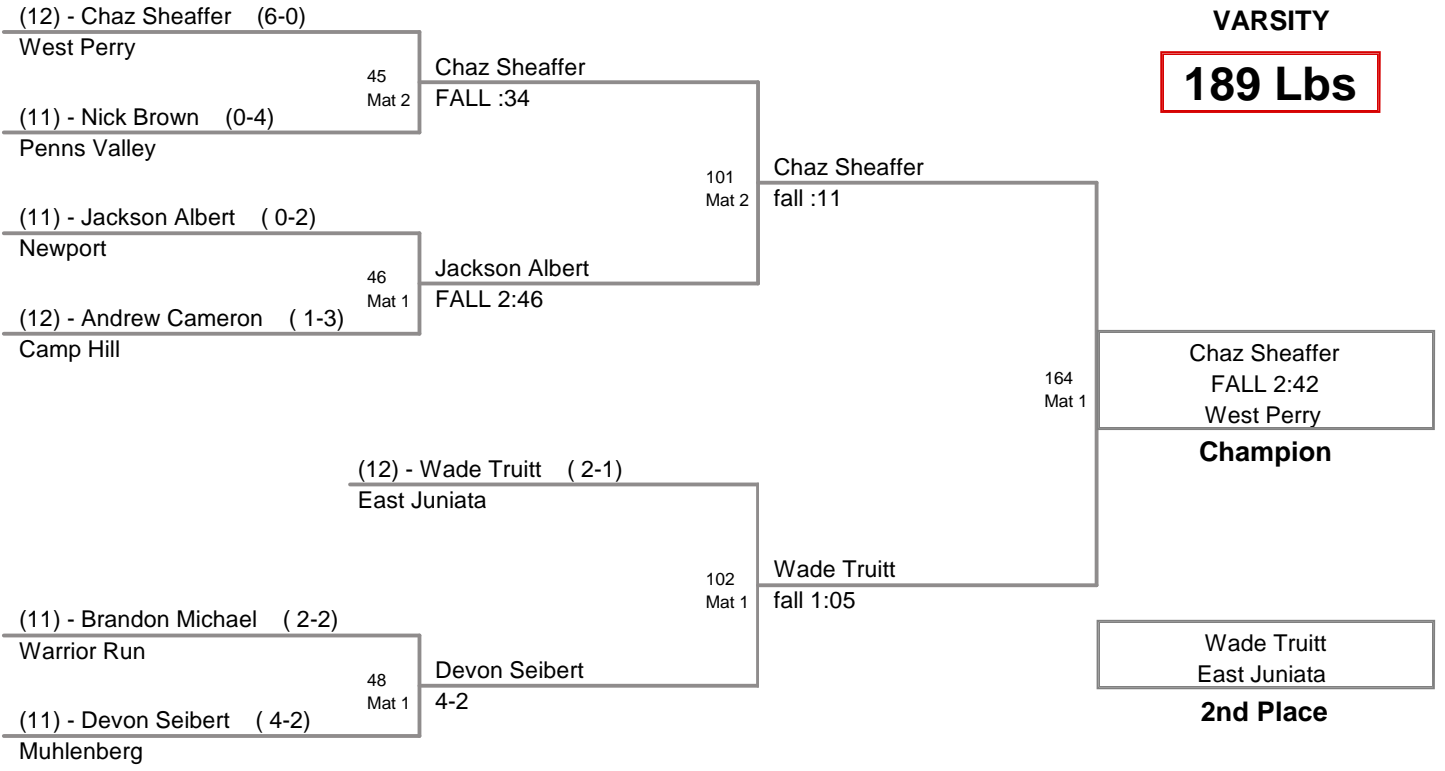 (12) - Chaz Sheaffer (6-0)
West Perry
45
Mat 2
(11) - Nick Brown (0-4)
Penns Valley
Chaz Sheaffer
FALL :34
(11) - Jackson Albert ( 0-2)
Newport
46
Mat 1
(12) - Andrew Cameron ( 1-3)
Camp Hill
Jackson Albert
FALL 2:46
101
Mat 2
Chaz Sheaffer
fall :11
(12) - Wade Truitt ( 2-1)
East Juniata
(11) - Brandon Michael ( 2-2)
Warrior Run
48
Mat 1
(11) - Devon Seibert ( 4-2)
Muhlenberg
Devon Seibert
4-2
102
Mat 1
Wade Truitt
fall 1:05
164
Mat 1
VARSITY
189 Lbs
Chaz Sheaffer
FALL 2:42
West Perry
Champion
Wade Truitt
East Juniata
2nd Place